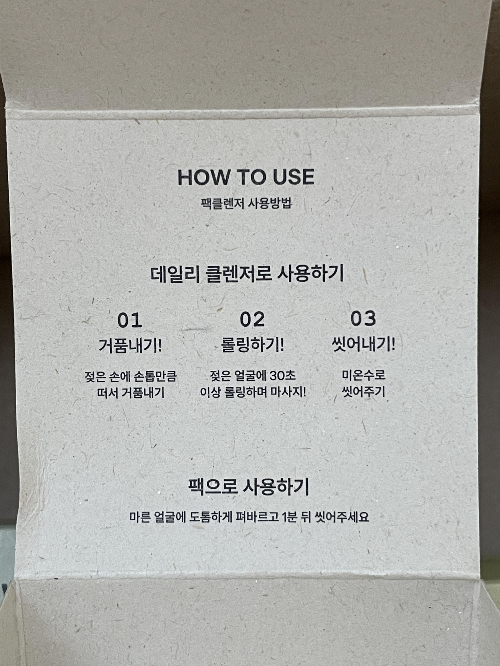 HOW TO USE
팩클렌저 사용방법
데일리 클렌저로 사용하기
01
거품내기!
젖은 손에 손톱만큼
떠서 거품내기
02
롤링하기!
젖은 얼굴에 30초
이상 롤링하며 마사지!
03
씻어내기!
미온수로
씻어주기
팩으로 사용하기
마른 얼굴에 도톰하게 펴바르고 1분 뒤 씻어주세요